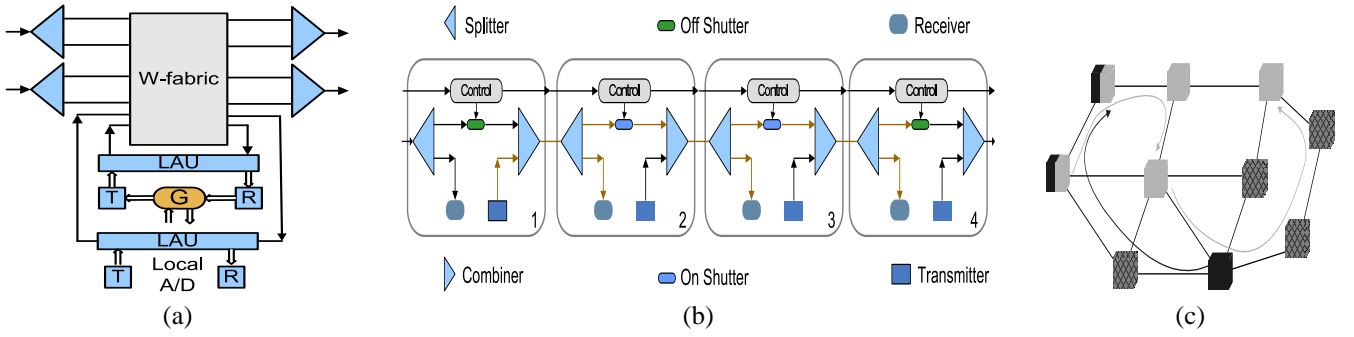 W-fabric
LAU
T
G
R
LAU
T
Local
A/D
R
(a)
Splitter
Off Shutter
Receiver
Control
Control
Control
Control
1
2
3
4
Combiner
On Shutter
Transmitter
(b)
(c)